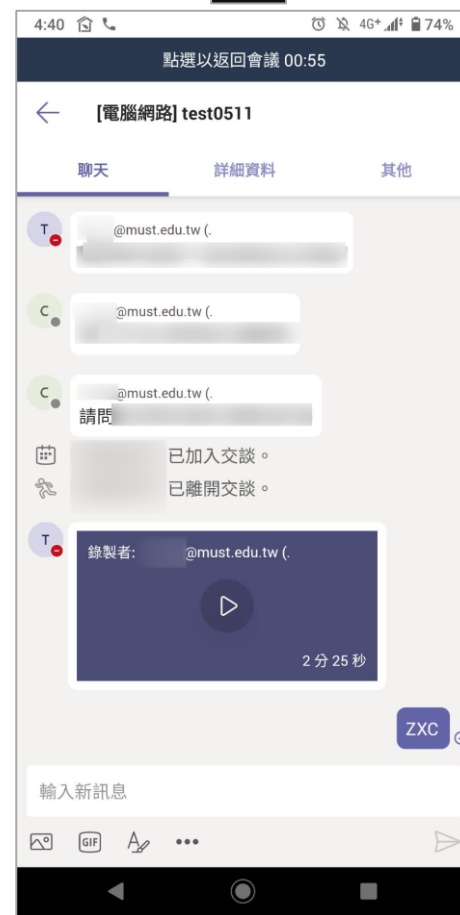 4:40 4G+ 74%
點選以返回會議 00:55
[電腦網路] test0511
聊天 詳細資料 其他
T
@must.edu.tw (.
C
@must.edu.tw (.
C
@must.edu.tw (.
請問
已加入交談。
已離開交談。
T
錄製者: @must.edu.tw (.
2 分 25 秒
ZXC
輸入新訊息
GIF A